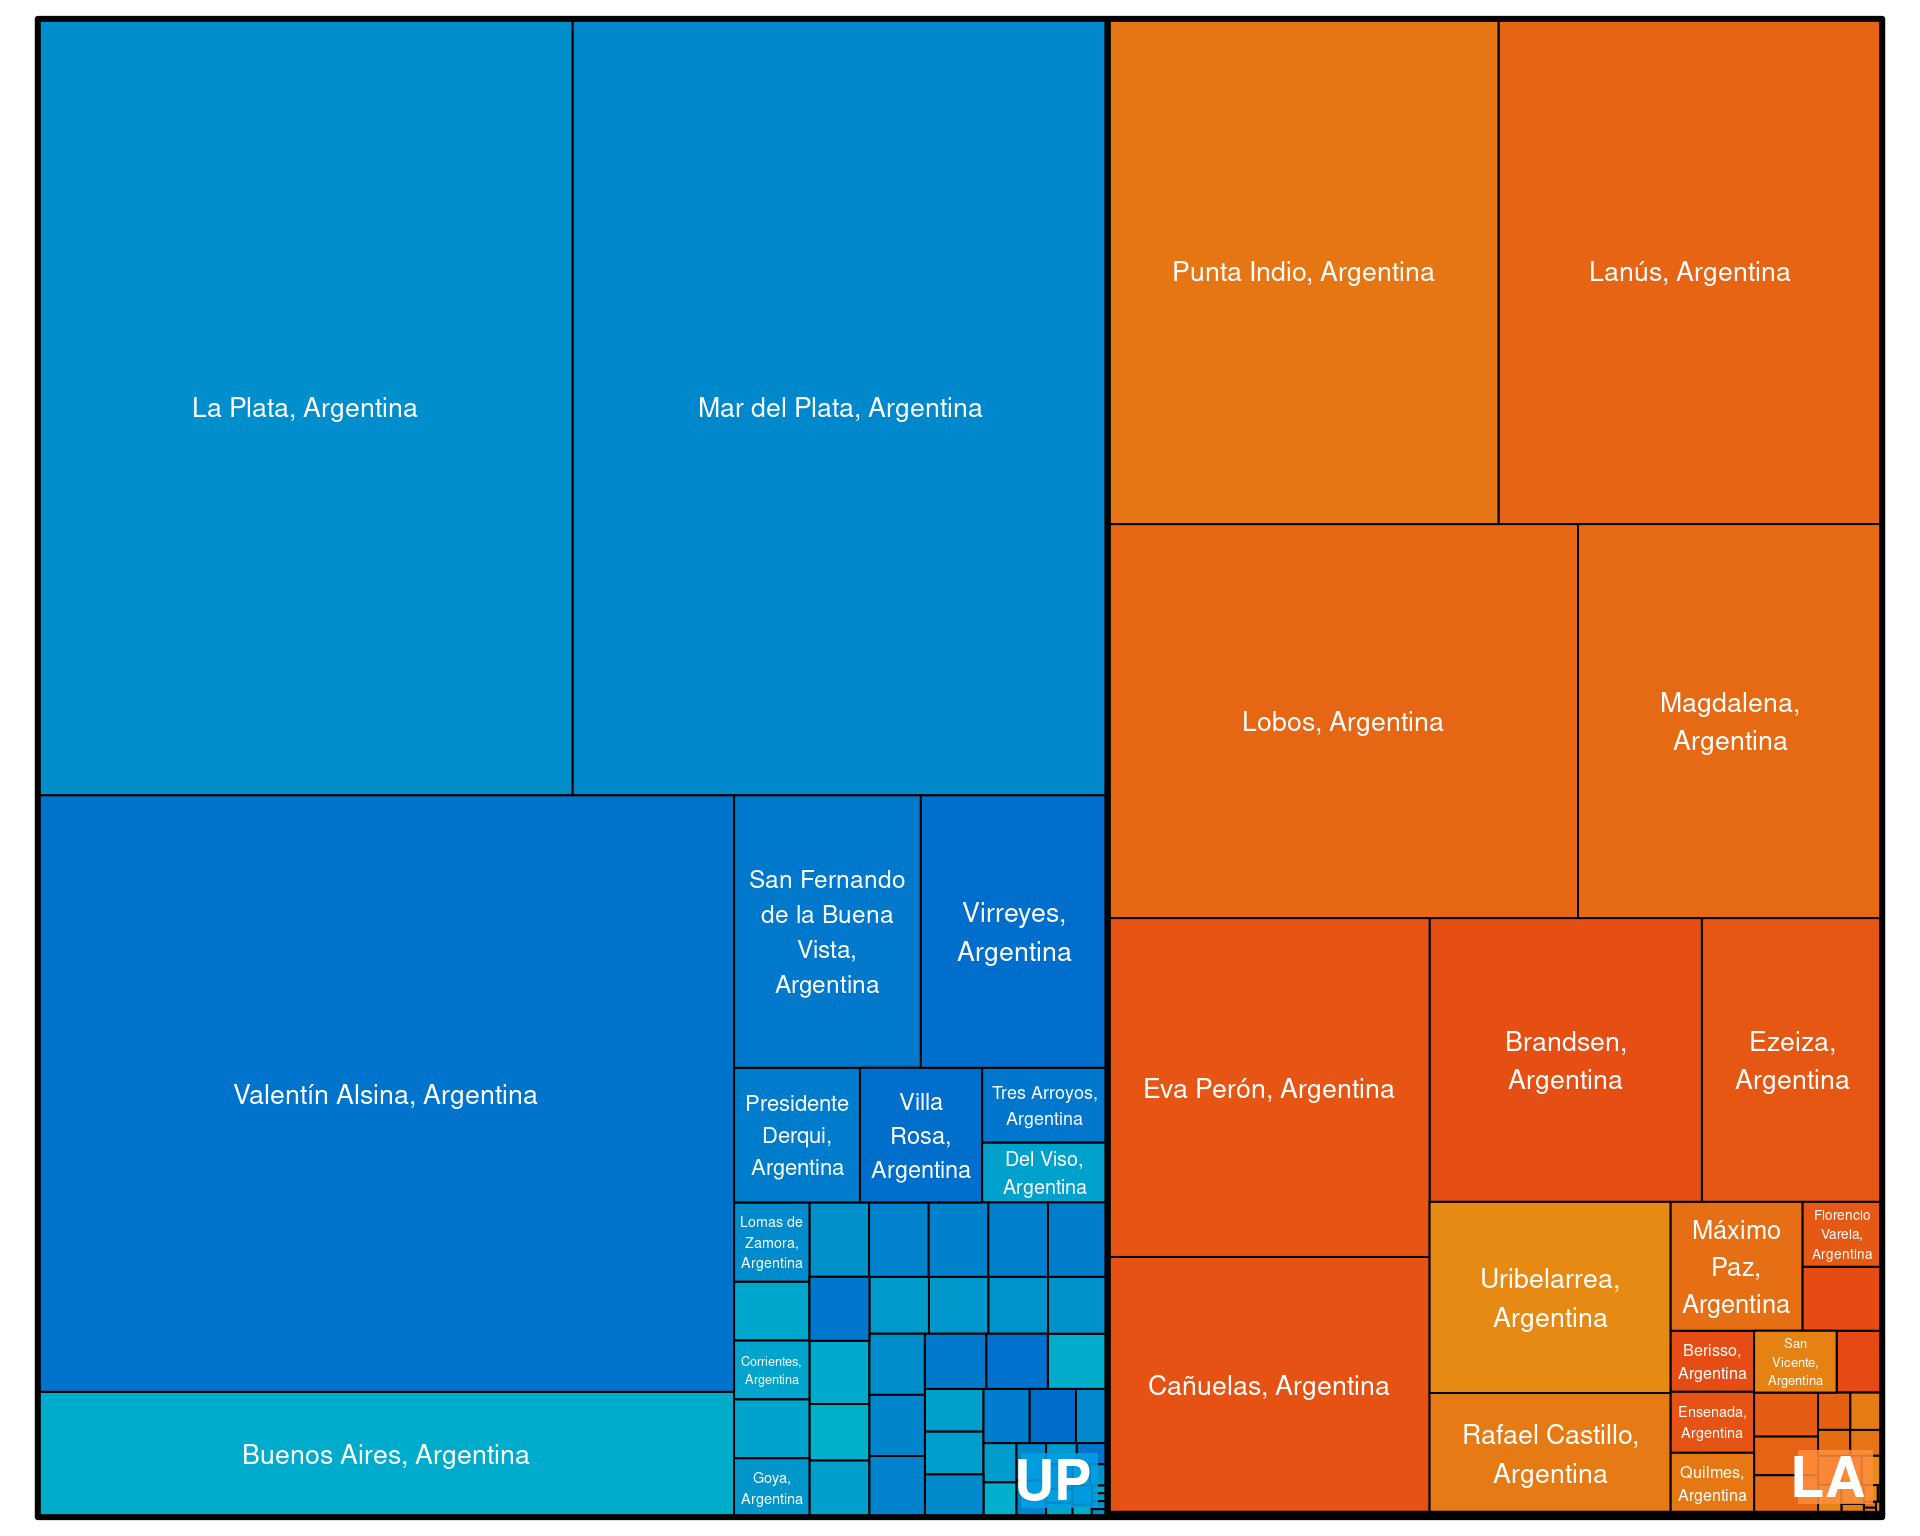 La Plata, Argentina
Mar del Plata, Argentina
Valentín Alsina, Argentina
San Fernando
de la Buena
Vista,
Argentina
Virreyes,
Argentina
Presidente
Derqui,
Argentina
Villa
Rosa,
Argentina
Tres Arroyos,
Argentina
Del Viso,
Argentina
Lomas de
Zamora,
Argentina
Corrientes,
Argentina
Goya,
Argentina
Buenos Aires, Argentina
UP
Punta Indio, Argentina
Lanús, Argentina
Lobos, Argentina
Magdalena,
Argentina
Eva Perón, Argentina
Brandsen,
Argentina
Ezeiza,
Argentina
Cañuelas, Argentina
Uribelarrea,
Argentina
Máximo
Paz,
Argentina
Florencio
Varela,
Argentina
Berisso,
Argentina
San
Vicente,
Argentina
Rafael Castillo,
Argentina
Ensenada,
Argentina
Quilmes,
Argentina
LA